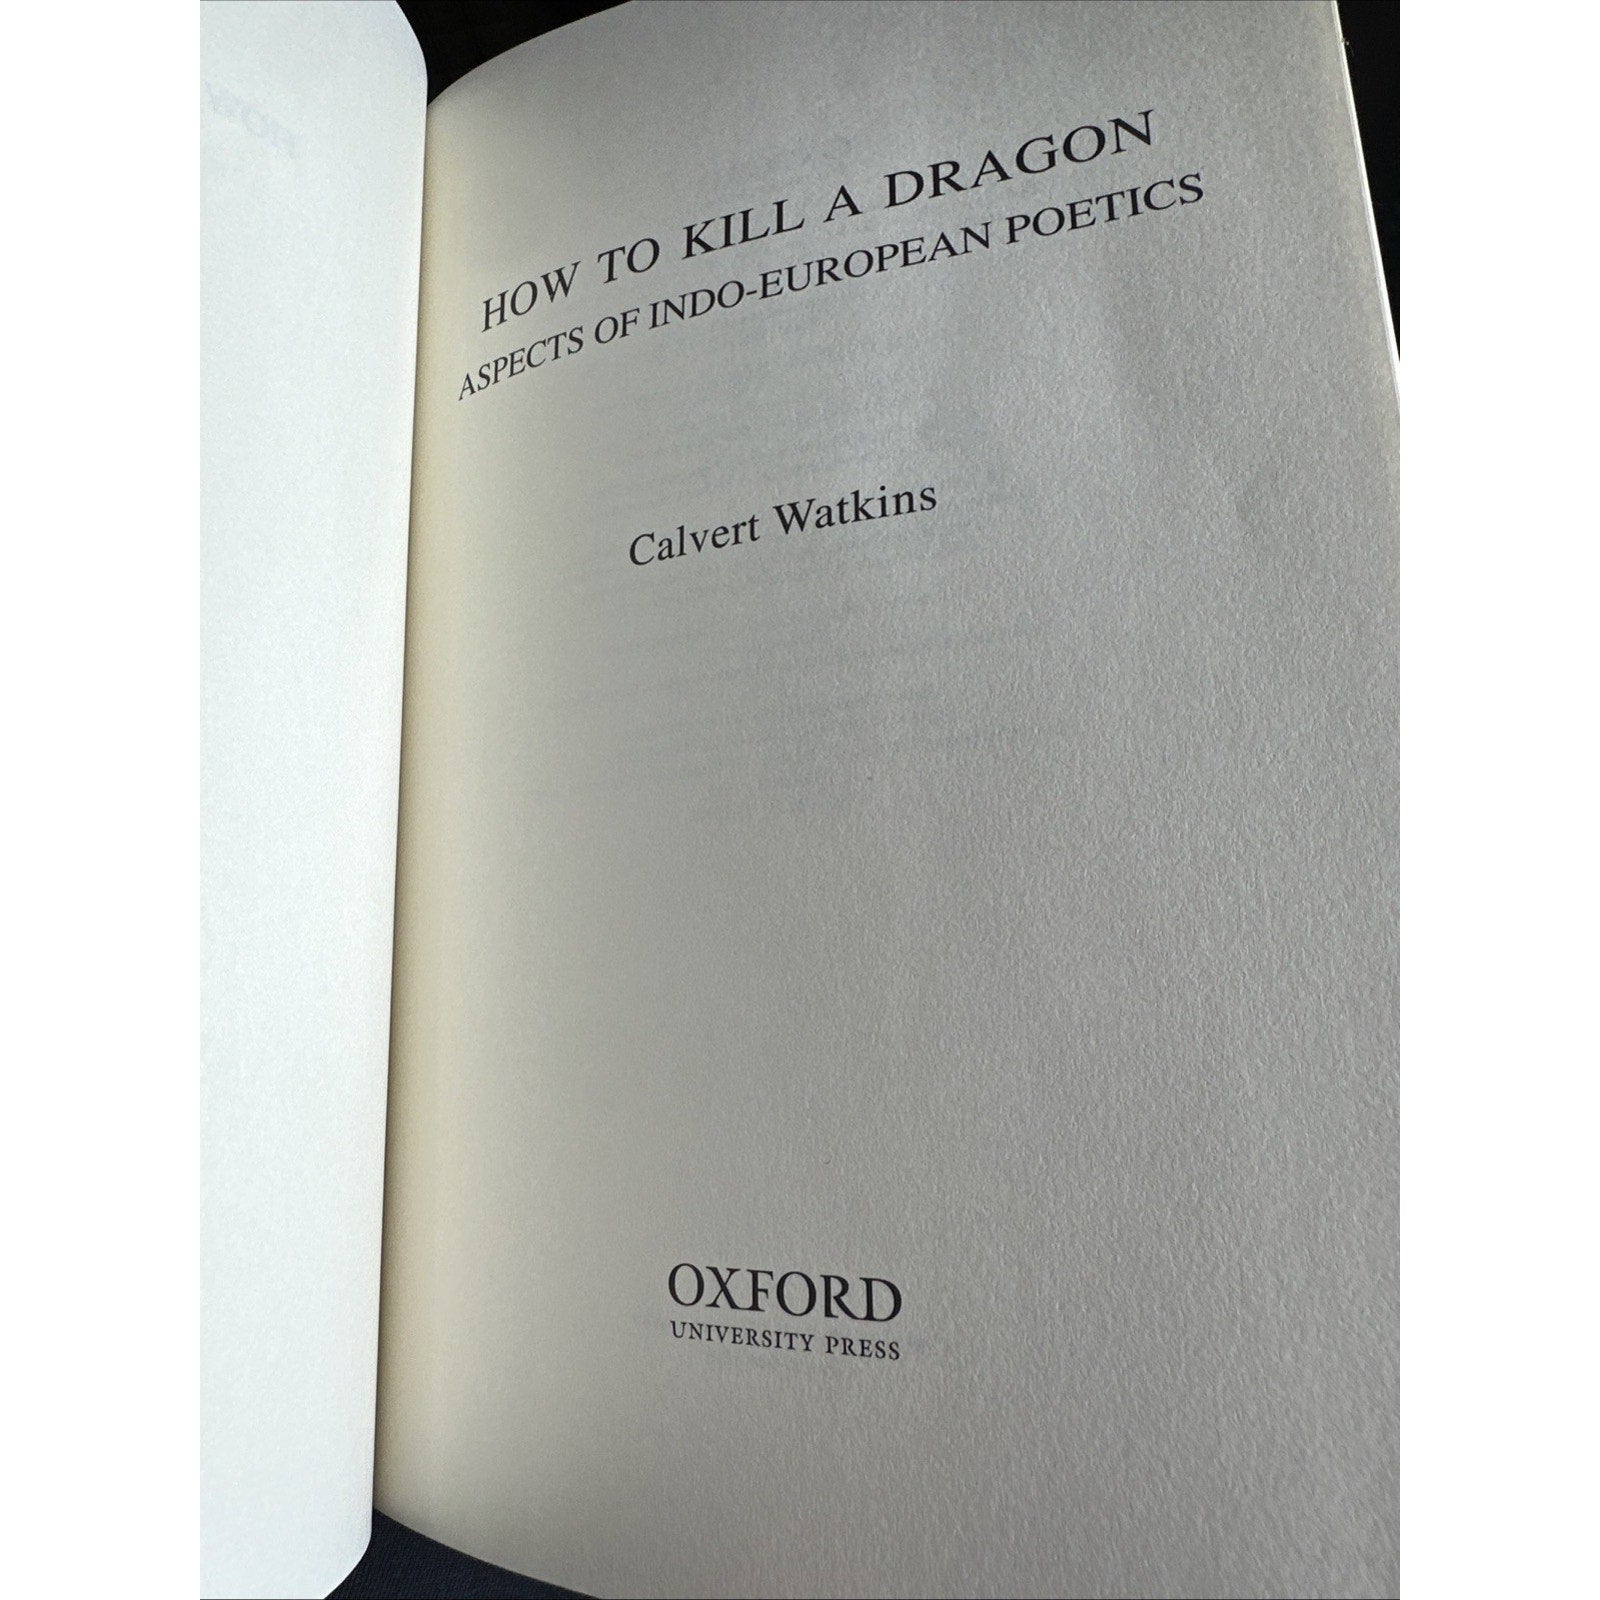 HOW TO KILL A DRAGON
ASPECTS OF INDO-EUROPEAN POETICS
Calvert Watkins
OXFORD
UNIVERSITY PRESS